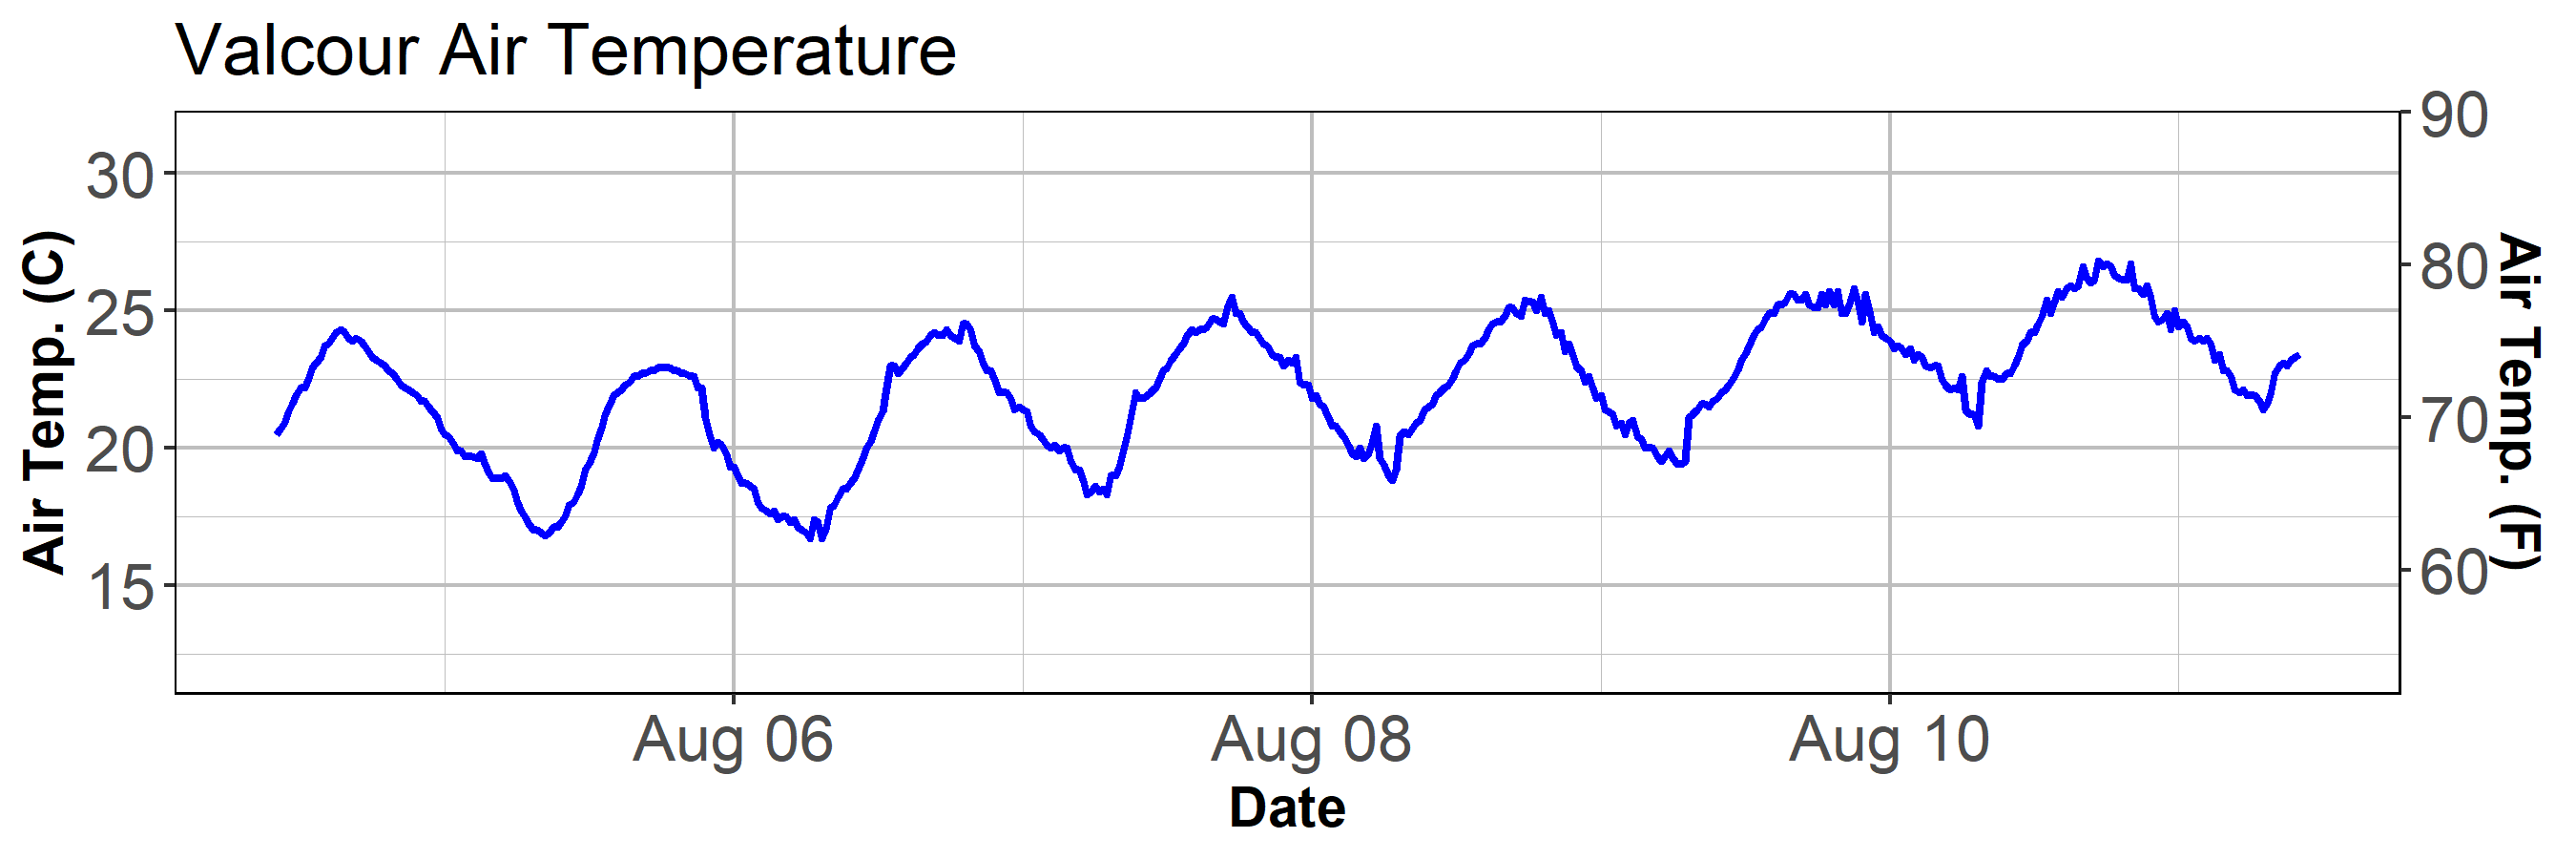 Valcour Air Temperature
Air Temp. (C)
30
25
20
15
90
80
70
60
Air Temp. (F)
Aug 06
Aug 08
Aug 10
Date